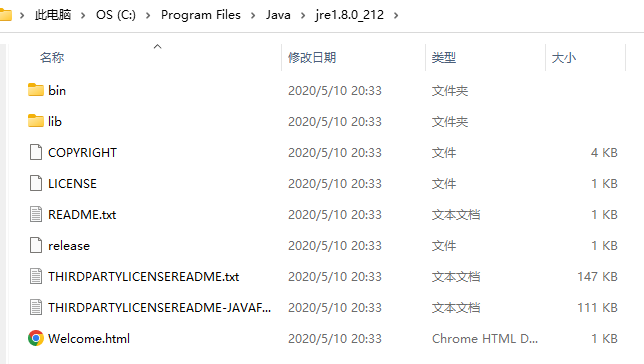 此电脑 > OS (C:) > Program Files > Java > jre1.8.0_212 >
名称 修改日期 类型 大小
bin 2020/5/10 20:33 文件夹
lib 2020/5/10 20:33 文件夹
COPYRIGHT 2020/5/10 20:33 文件 4 KB
LICENSE 2020/5/10 20:33 文件 1 KB
README.txt 2020/5/10 20:33 文本文档 1 KB
release 2020/5/10 20:33 文件 1 KB
THIRDPARTYLICENSEREADME.txt 2020/5/10 20:33 文本文档 147 KB
THIRDPARTYLICENSEREADME-JAVAF... 2020/5/10 20:33 文本文档 111 KB
Welcome.html 2020/5/10 20:33 Chrome HTML D... 1 KB